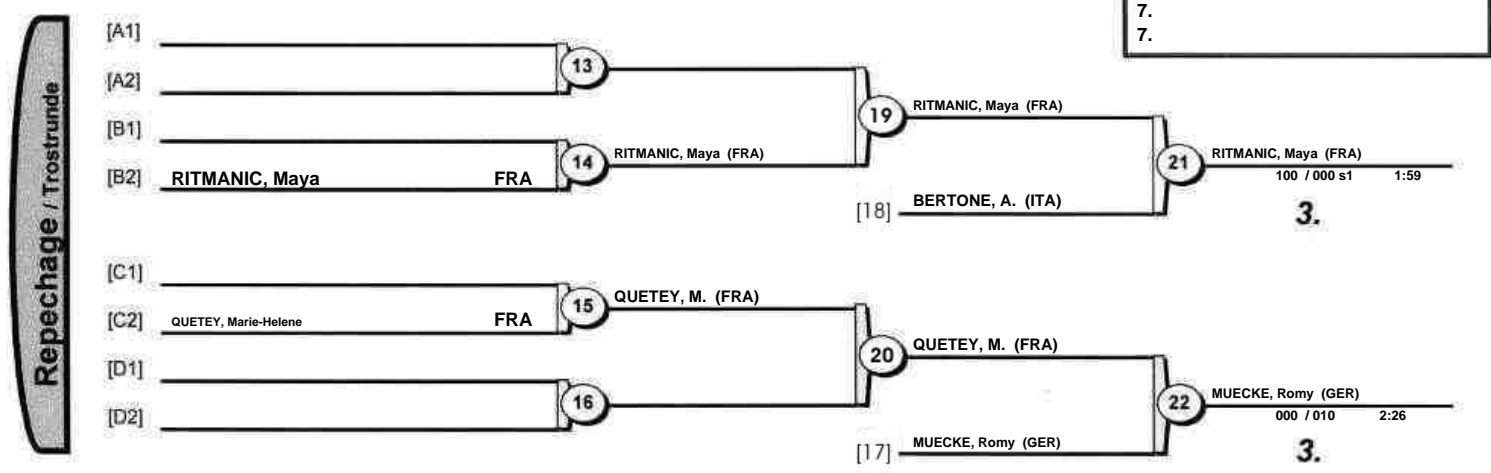 7.
7.
Repechage / Trostrunde
[A1]
[A2]
13
[B1]
[B2] RITMANIC, Maya FRA
14 RITMANIC, Maya (FRA)
19 RITMANIC, Maya (FRA)
[18] BERTONE, A. (ITA)
21 RITMANIC, Maya (FRA)
100 / 000 s1 1:59
3.
[C1]
[C2] QUETEY, Marie-Helene FRA
15 QUETEY, M. (FRA)
[D1]
[D2]
16
20 QUETEY, M. (FRA)
[17] MUECKE, Romy (GER)
22 MUECKE, Romy (GER)
000 / 010 2:26
3.